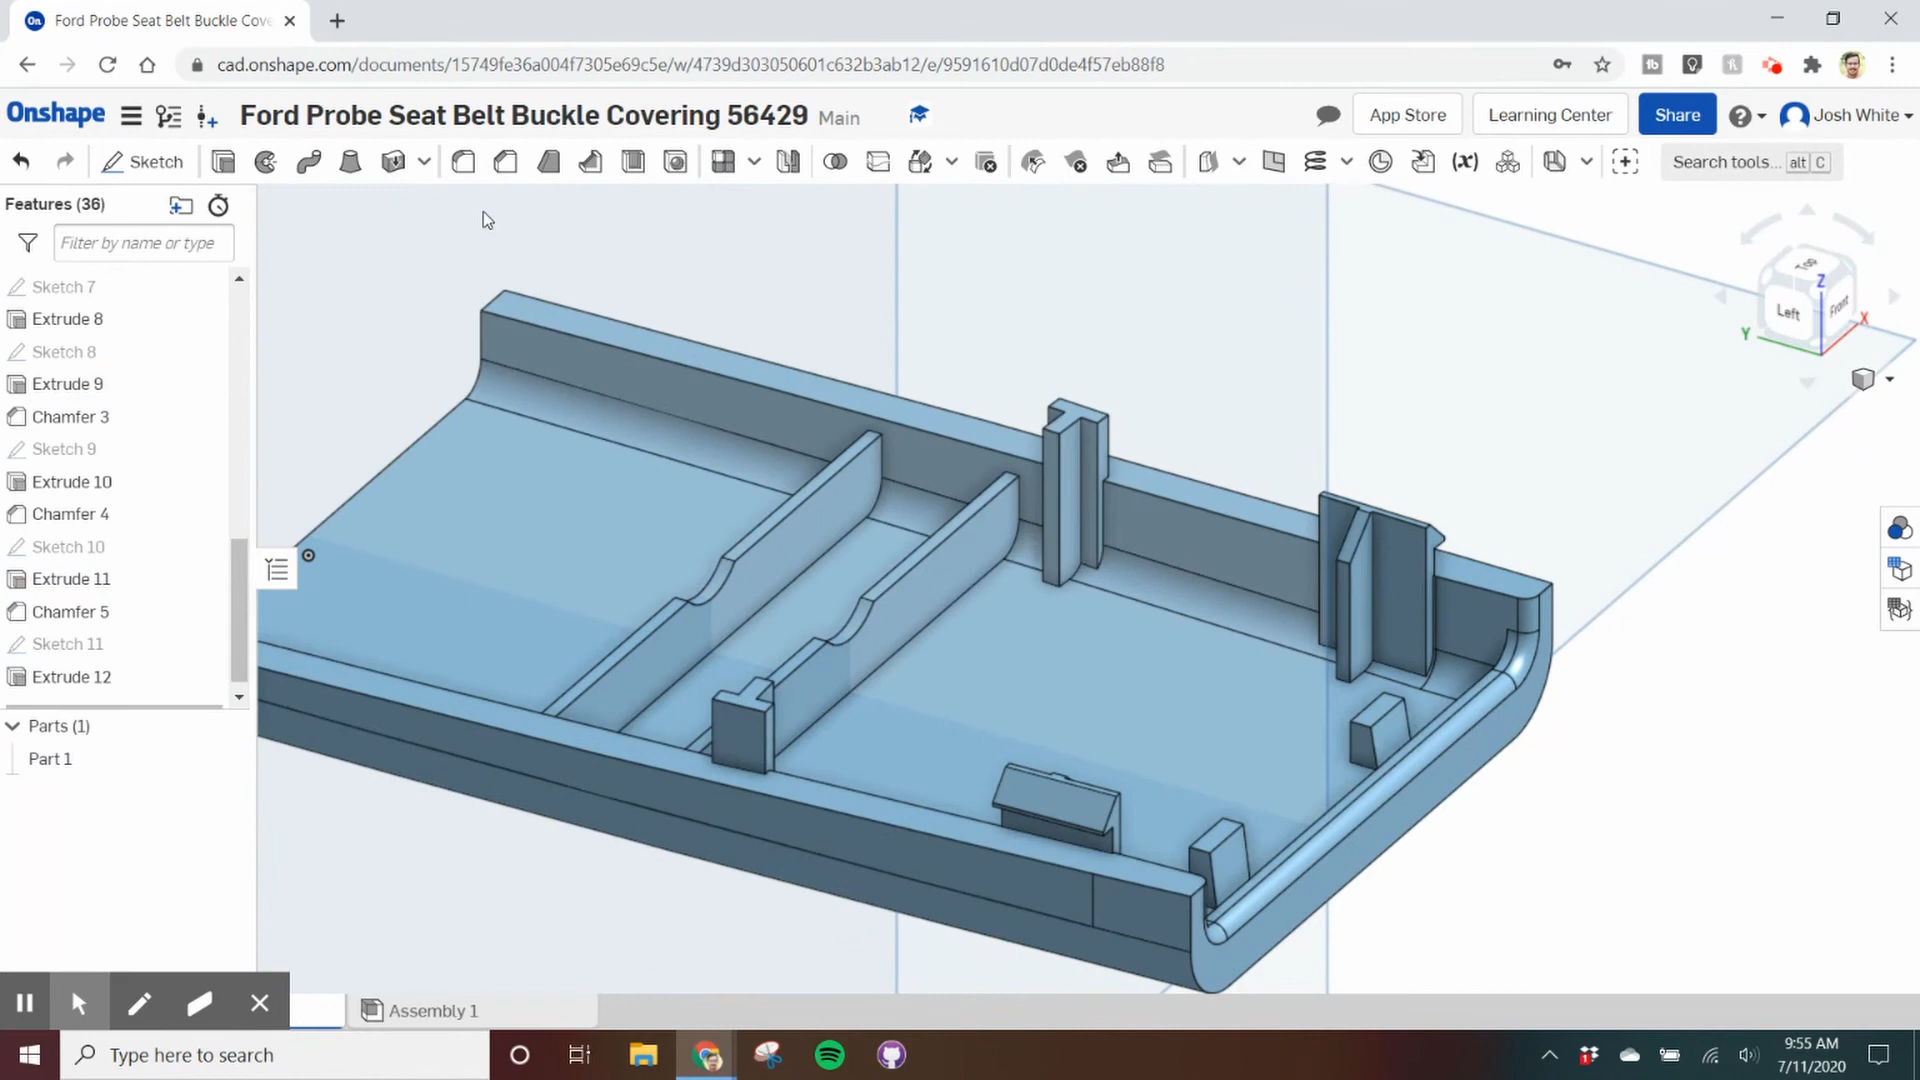 On Ford Probe Seat Belt Buckle Cove
cad.onshape.com/documents/15749fe36a004f7305e69c5e/w/4739d303050601c632b3ab12/e/9591610d07d0de4f57eb88f8
Onshape Ford Probe Seat Belt Buckle Covering 56429 Main App Store Learning Center Share Josh White
Sketch (x) Search tools... alt C
Features (36)
Filter by name or type
Sketch 7
Extrude 8
Sketch 8
Extrude 9
Chamfer 3
Sketch 9
Extrude 10
Chamfer 4
Sketch 10
Extrude 11
Chamfer 5
Sketch 11
Extrude 12
Parts (1)
Part 1
Top
Z
Left Front
X
Y
Assembly 1
Type here to search
9:55 AM
7/11/2020